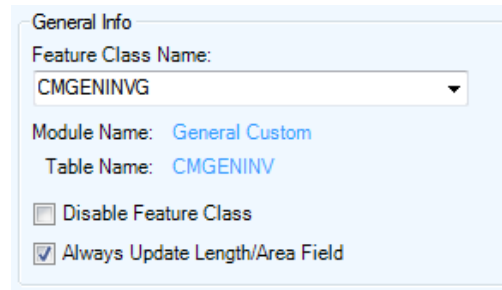 General Info
Feature Class Name:
CMGENINVG
Module Name: General Custom
Table Name: CMGENINV
Disable Feature Class
Always Update Length/Area Field